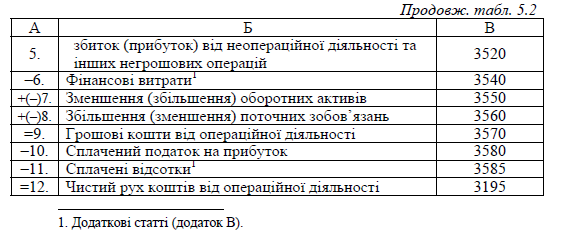 Продовж. табл. 5.2
А Б В
5. збиток (прибуток) від неопераційної діяльності та
інших негрошових операцій 3520
–6. Фінансові витрати¹ 3540
+(–)7. Зменшення (збільшення) оборотних активів 3550
+(–)8. Збільшення (зменшення) поточних зобов’язань 3560
=9. Грошові кошти від операційної діяльності 3570
–10. Сплачений податок на прибуток 3580
–11. Сплачені відсотки¹ 3585
=12. Чистий рух коштів від операційної діяльності 3195
1. Додаткові статті (додаток В).